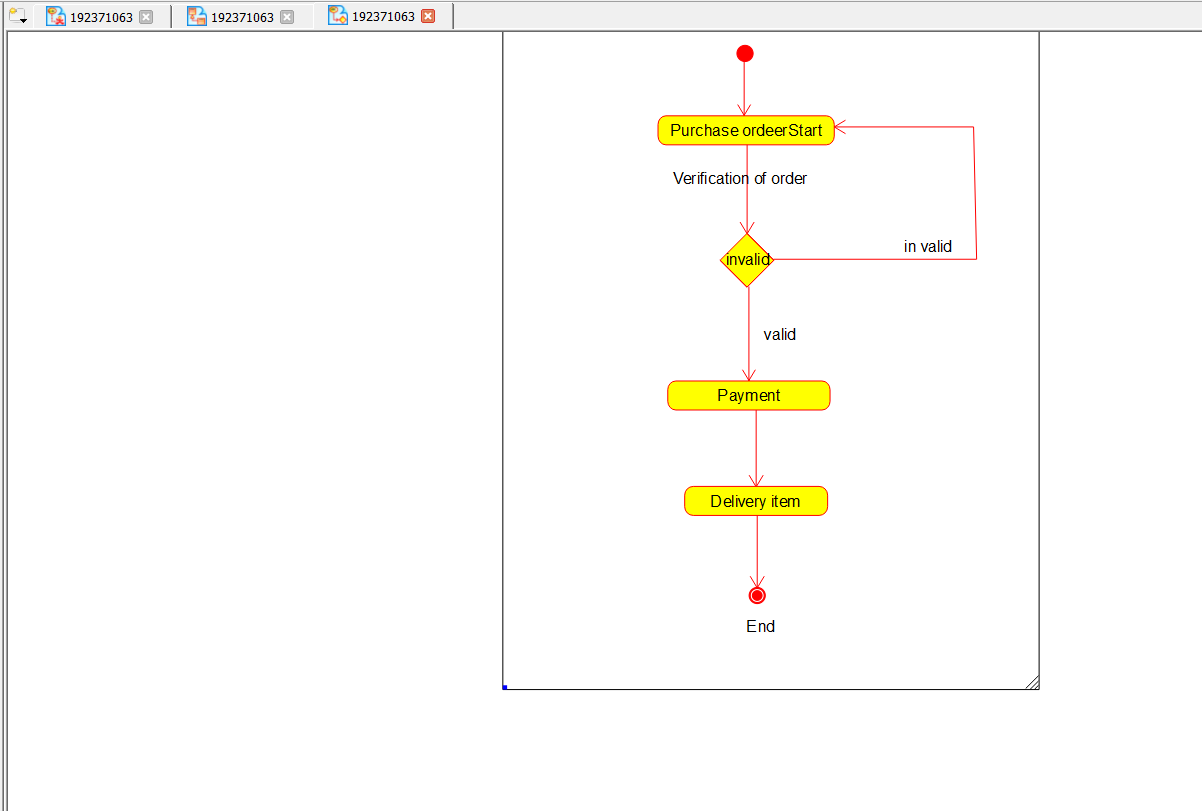 192371063
192371063
192371063
Purchase ordeerStart
Verification of order
in valid
invalid
valid
Payment
Delivery item
End